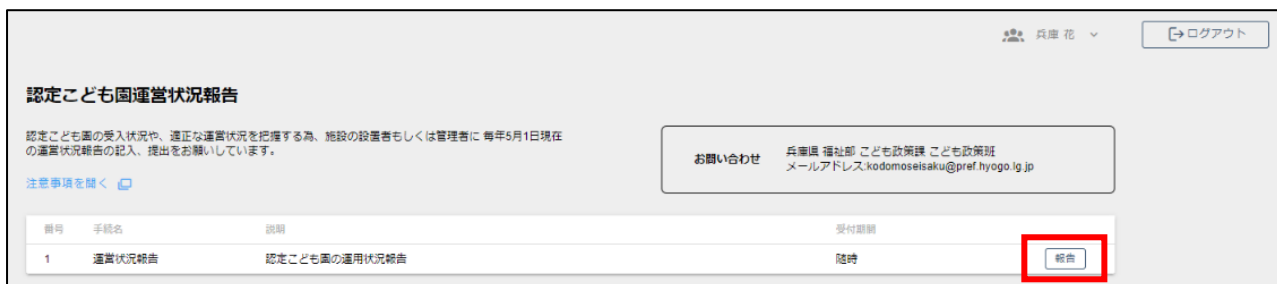 兵庫 花
ログアウト
認定こども園運営状況報告
認定こども園の受入状況や、適正な運営状況を把握する為、施設の設置者もしくは管理者に 毎年5月1日現在
の運営状況報告の記入、提出をお願いしています。
お問い合わせ
兵庫県 福祉部 こども政策課 こども政策班
メールアドレス:kodomoseisaku@pref.hyogo.lg.jp
注意事項を開く
番号 手続名 説明 受付期間
1 運営状況報告 認定こども園の運用状況報告 随時 報告